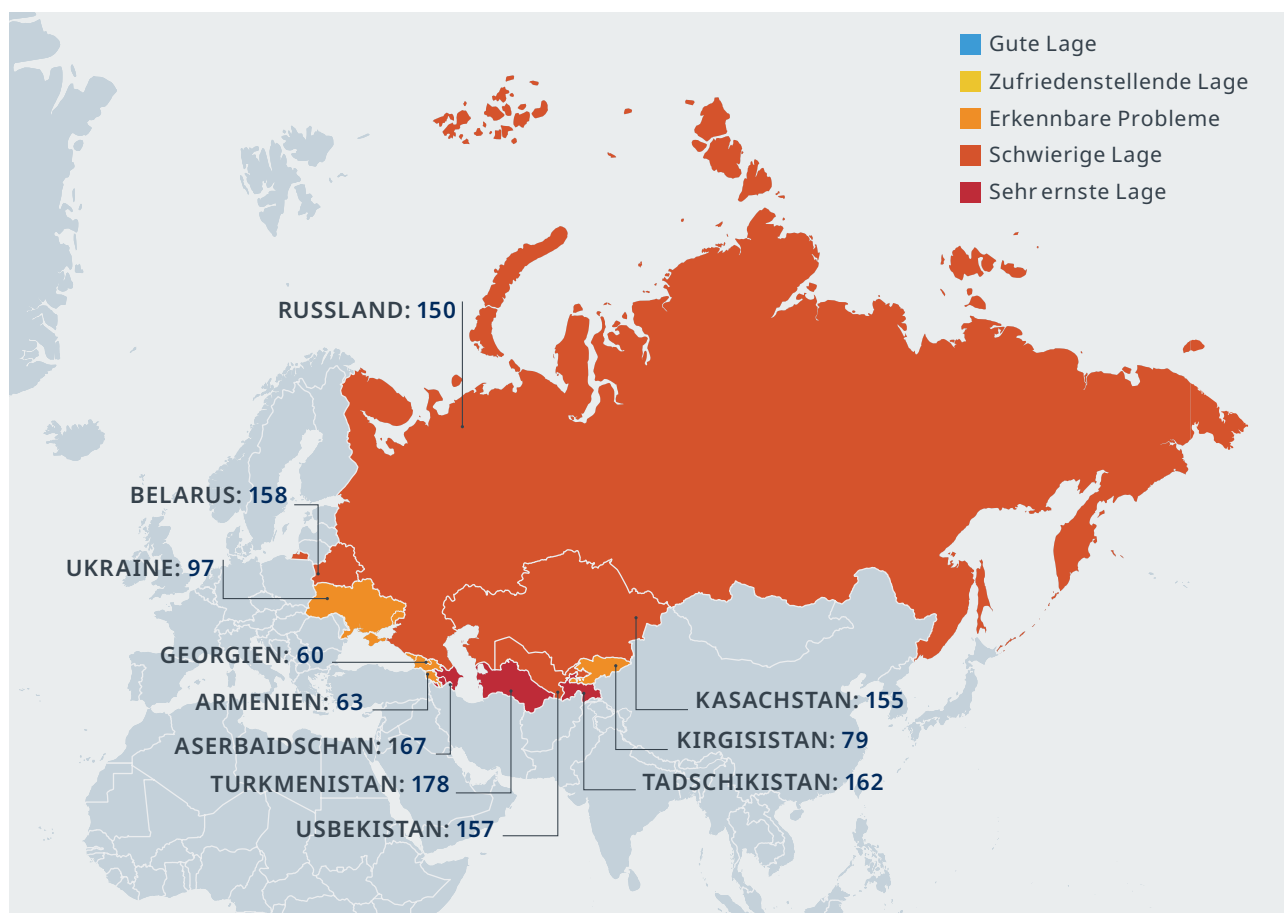 Gute Lage
Zufriedenstellende Lage
Erkennbare Probleme
Schwierige Lage
Sehr ernste Lage
RUSSLAND: 150
BELARUS: 158
UKRAINE: 97
GEORGIEN: 60
ARMENIEN: 63
KASACHSTAN: 155
ASERBAIDSCHAN: 167
KIRGISISTAN: 79
TURKMENISTAN: 178
TADSCHIKISTAN: 162
USBEKISTAN: 157